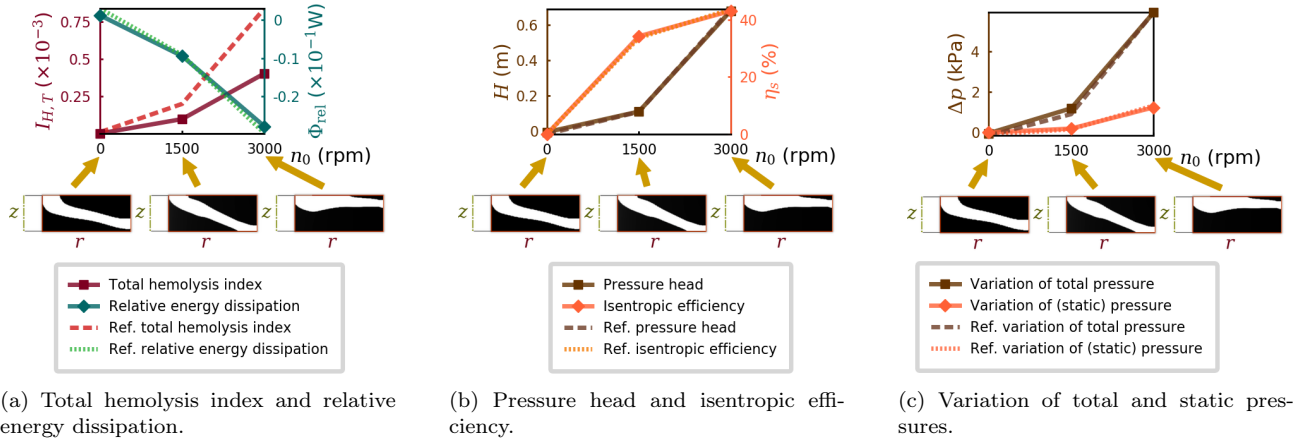 0.75
0.5
0.25
I_{H,T} (×10^{−3})
0
-0.1
-0.2
Φ_{rel} (×10^{−1}W)
0
1500
3000
n_0 (rpm)
z
z
z
r
r
r
Total hemolysis index
Relative energy dissipation
Ref. total hemolysis index
Ref. relative energy dissipation
(a) Total hemolysis index and relative
energy dissipation.
0.6
0.4
0.2
0
H (m)
40
20
0
η_s (%)
0
1500
3000
n_0 (rpm)
z
z
z
r
r
r
Pressure head
Isentropic efficiency
Ref. pressure head
Ref. isentropic efficiency
(b) Pressure head and isentropic effi-
ciency.
4
2
0
Δp (kPa)
0
1500
3000
n_0 (rpm)
z
z
z
r
r
r
Variation of total pressure
Variation of (static) pressure
Ref. variation of total pressure
Ref. variation of (static) pressure
(c) Variation of total and static pres-
sures.